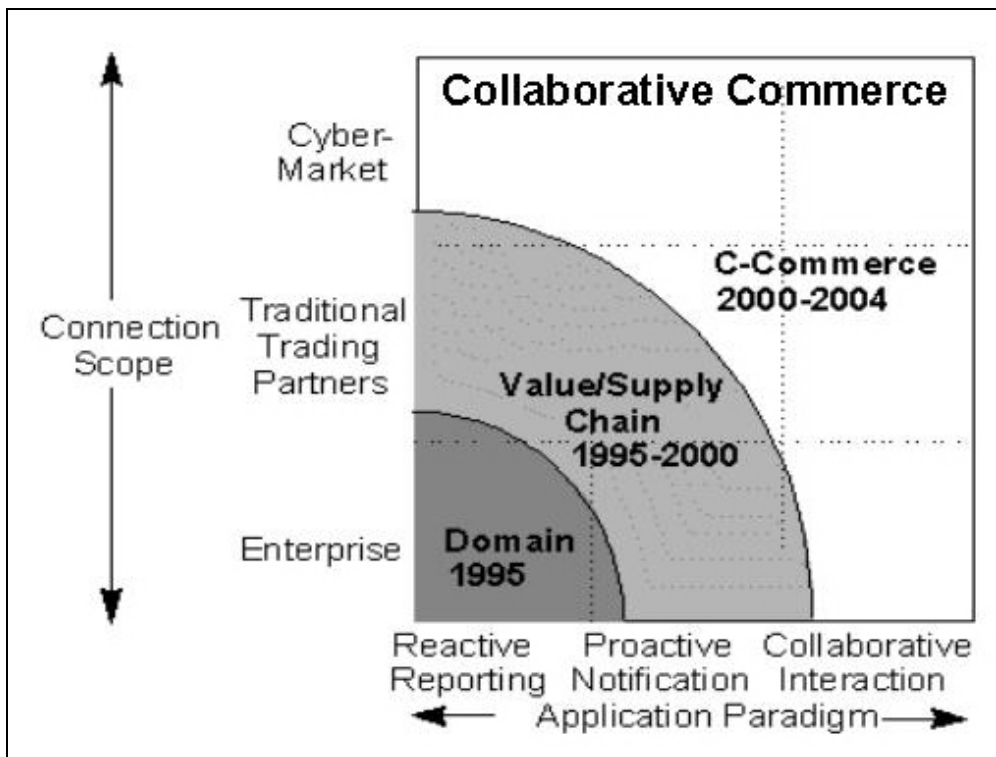 Collaborative Commerce
Cyber-
Market
C-Commerce
2000-2004
Traditional
Trading
Partners
Connection
Scope
Value/Supply
Chain
1995-2000
Enterprise
Domain
1995
Reactive
Reporting
Proactive
Notification
Collaborative
Interaction
Application Paradigm